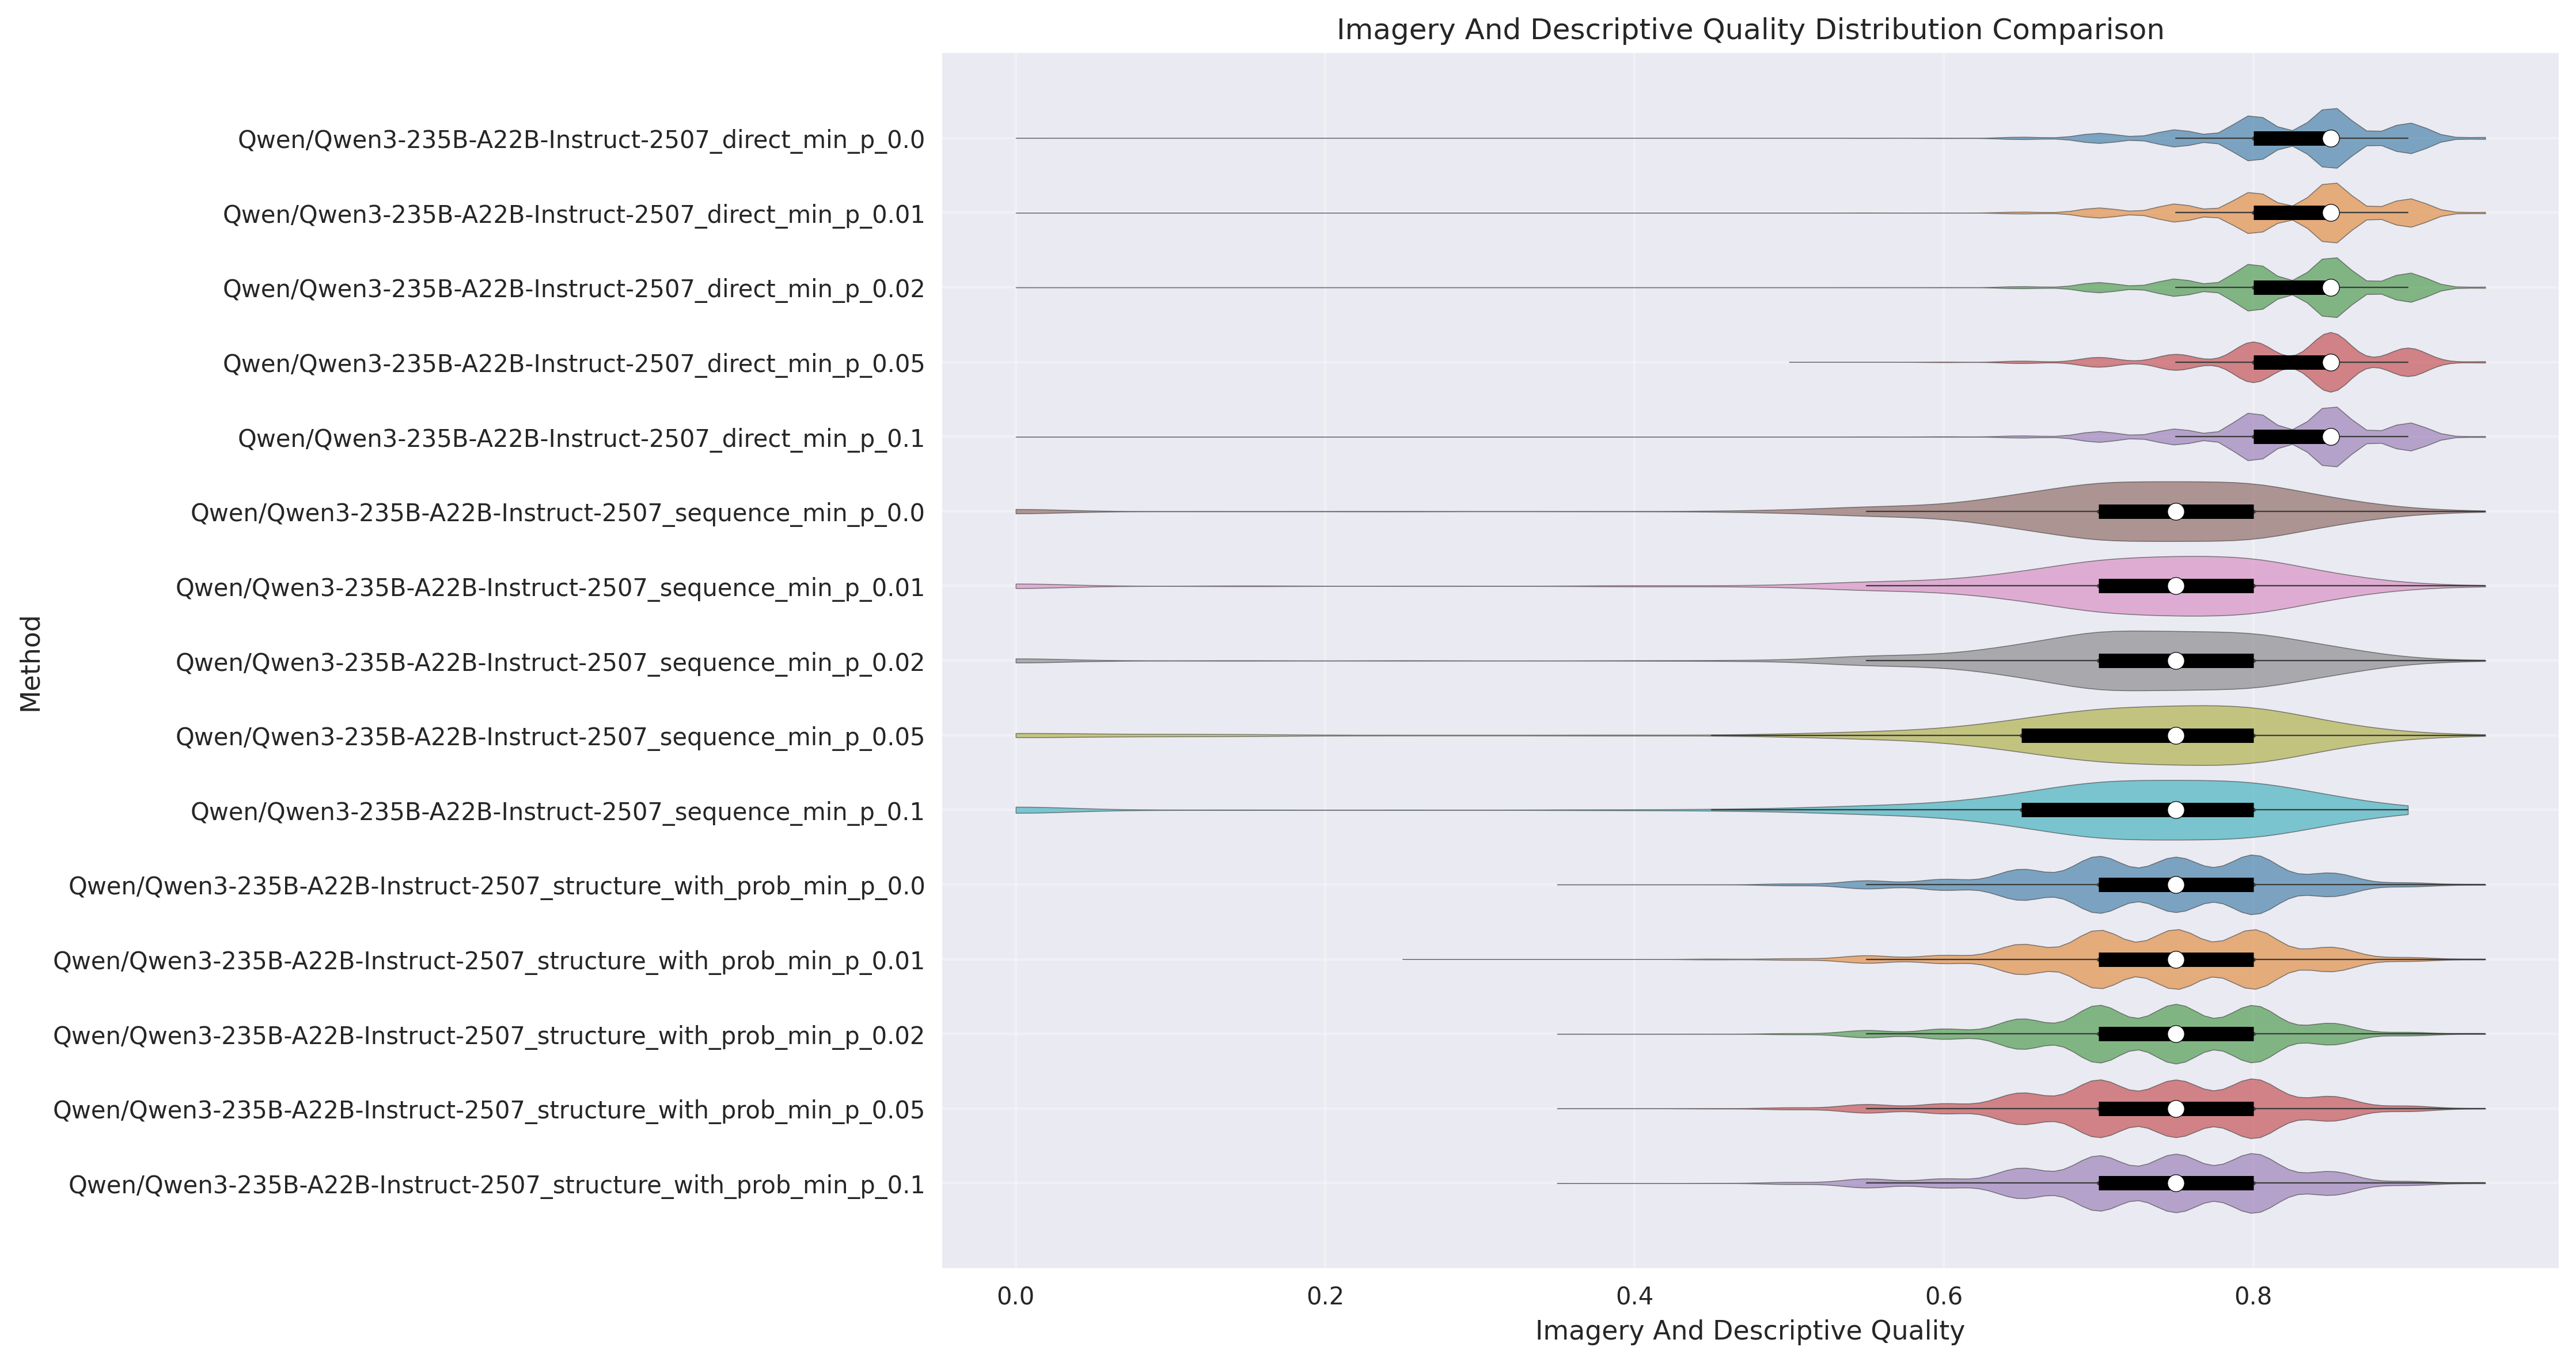 Imagery And Descriptive Quality Distribution Comparison
Qwen/Qwen3-235B-A22B-Instruct-2507_direct_min_p_0.0
Qwen/Qwen3-235B-A22B-Instruct-2507_direct_min_p_0.01
Qwen/Qwen3-235B-A22B-Instruct-2507_direct_min_p_0.02
Qwen/Qwen3-235B-A22B-Instruct-2507_direct_min_p_0.05
Qwen/Qwen3-235B-A22B-Instruct-2507_direct_min_p_0.1
Qwen/Qwen3-235B-A22B-Instruct-2507_sequence_min_p_0.0
Qwen/Qwen3-235B-A22B-Instruct-2507_sequence_min_p_0.01
Qwen/Qwen3-235B-A22B-Instruct-2507_sequence_min_p_0.02
Qwen/Qwen3-235B-A22B-Instruct-2507_sequence_min_p_0.05
Qwen/Qwen3-235B-A22B-Instruct-2507_sequence_min_p_0.1
Qwen/Qwen3-235B-A22B-Instruct-2507_structure_with_prob_min_p_0.0
Qwen/Qwen3-235B-A22B-Instruct-2507_structure_with_prob_min_p_0.01
Qwen/Qwen3-235B-A22B-Instruct-2507_structure_with_prob_min_p_0.02
Qwen/Qwen3-235B-A22B-Instruct-2507_structure_with_prob_min_p_0.05
Qwen/Qwen3-235B-A22B-Instruct-2507_structure_with_prob_min_p_0.1
Method
0.0 0.2 0.4 0.6 0.8
Imagery And Descriptive Quality